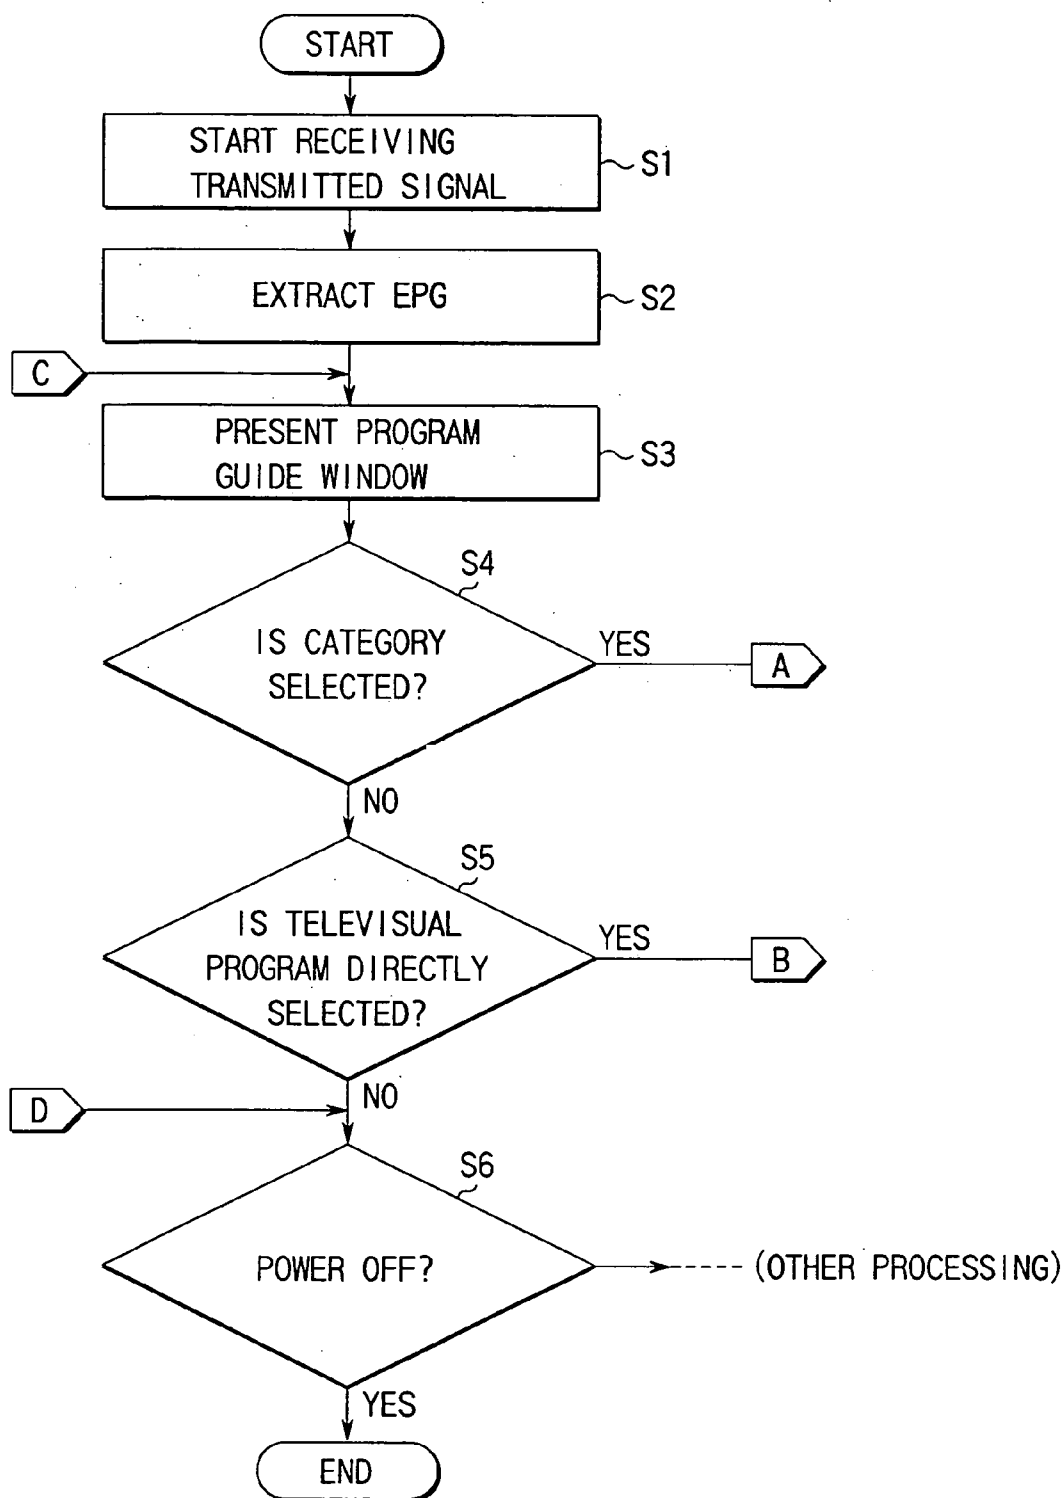 START
START RECEIVING
TRANSMITTED SIGNAL
S1
EXTRACT EPG
S2
C
PRESENT PROGRAM
GUIDE WINDOW
S3
S4
IS CATEGORY
SELECTED?
YES
A
NO
S5
IS TELEVISUAL
PROGRAM DIRECTLY
SELECTED?
YES
B
NO
D
S6
POWER OFF?
(OTHER PROCESSING)
YES
END